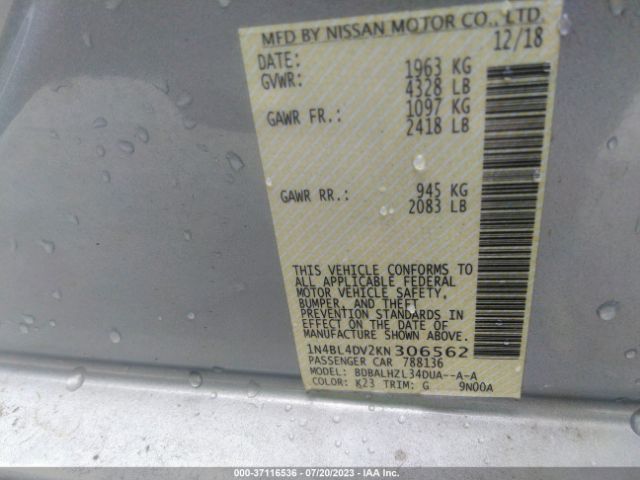 MFD BY NISSAN MOTOR CO., LTD.
DATE: 12/18
GVWR: 1963 KG
4328 LB
GAWR FR.: 1097 KG
2418 LB
GAWR RR.: 945 KG
2083 LB
THIS VEHICLE CONFORMS TO
ALL APPLICABLE FEDERAL
MOTOR VEHICLE SAFETY,
BUMPER, AND THEFT
PREVENTION STANDARDS IN
EFFECT ON THE DATE OF
MANUFACTURE SHOWN ABOVE.
1N4BL4DV2KN306562
PASSENGER CAR 788136
MODEL: BDBALHZL34DUA--A-A
COLOR: K23 TRIM: G 9N00A
000-37116536 - 07/20/2023 - IAA Inc.